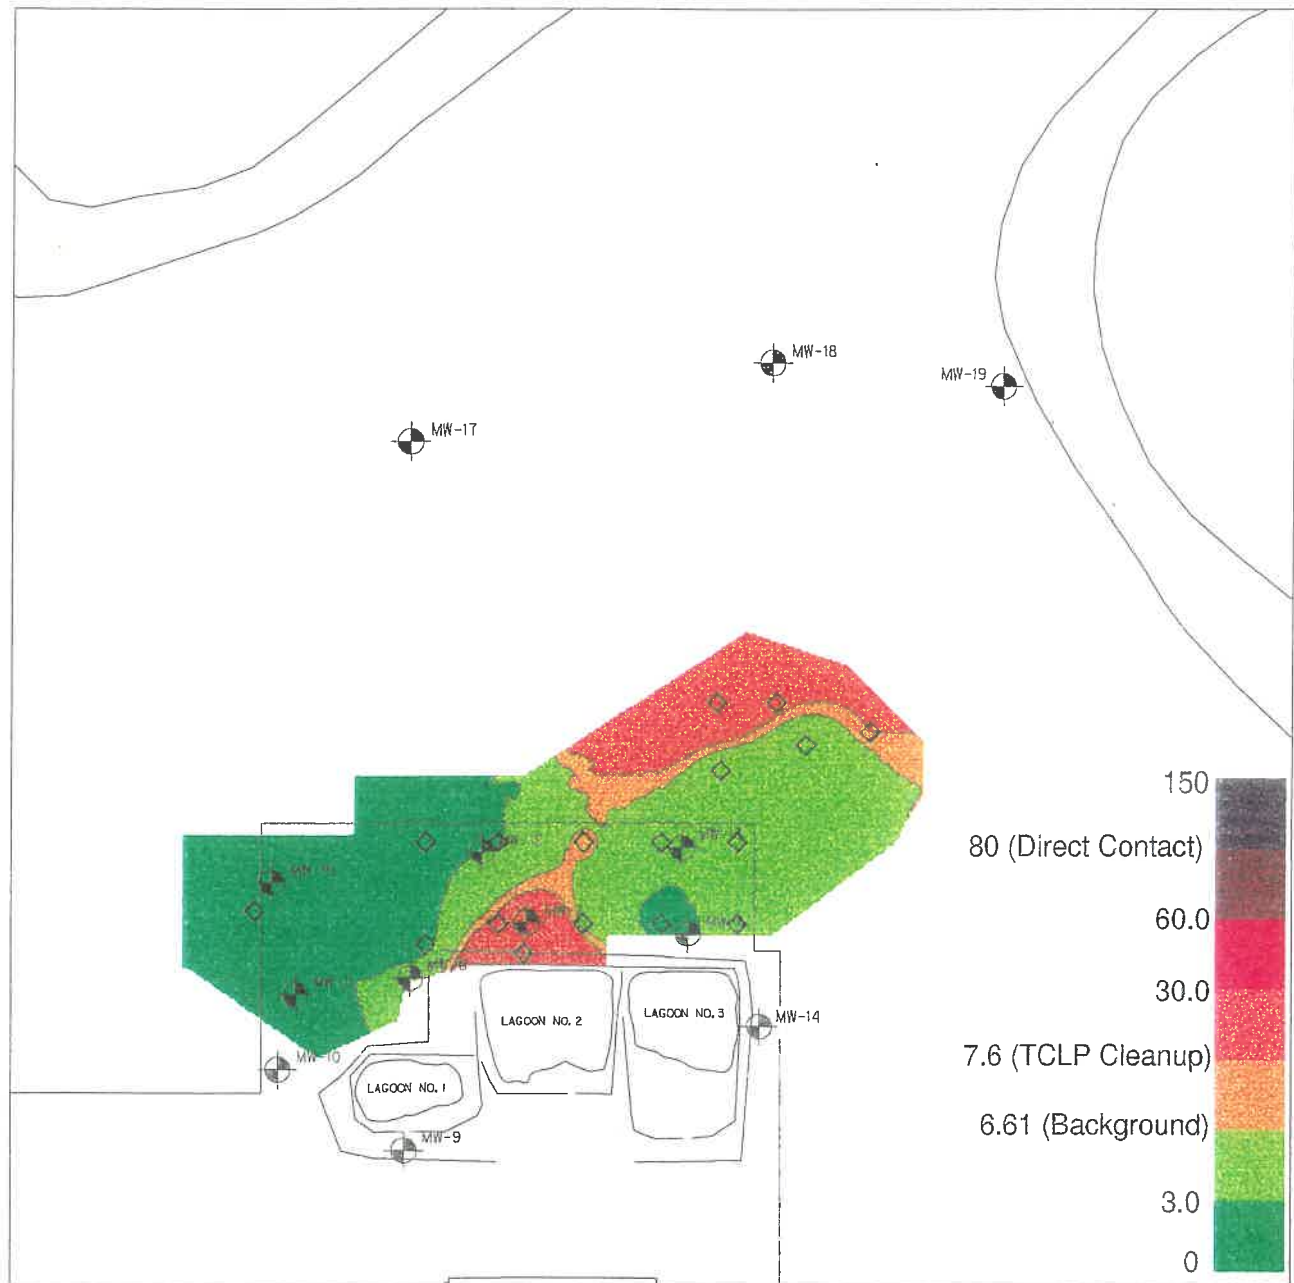 MW-18
MW-19
MW-17
150
80 (Direct Contact)
60.0
30.0
7.6 (TCLP Cleanup)
6.61 (Background)
3.0
0
LAGOON NO. 2
LAGOON NO. 3
MW-14
MW-10
LAGOON NO. 1
MW-9